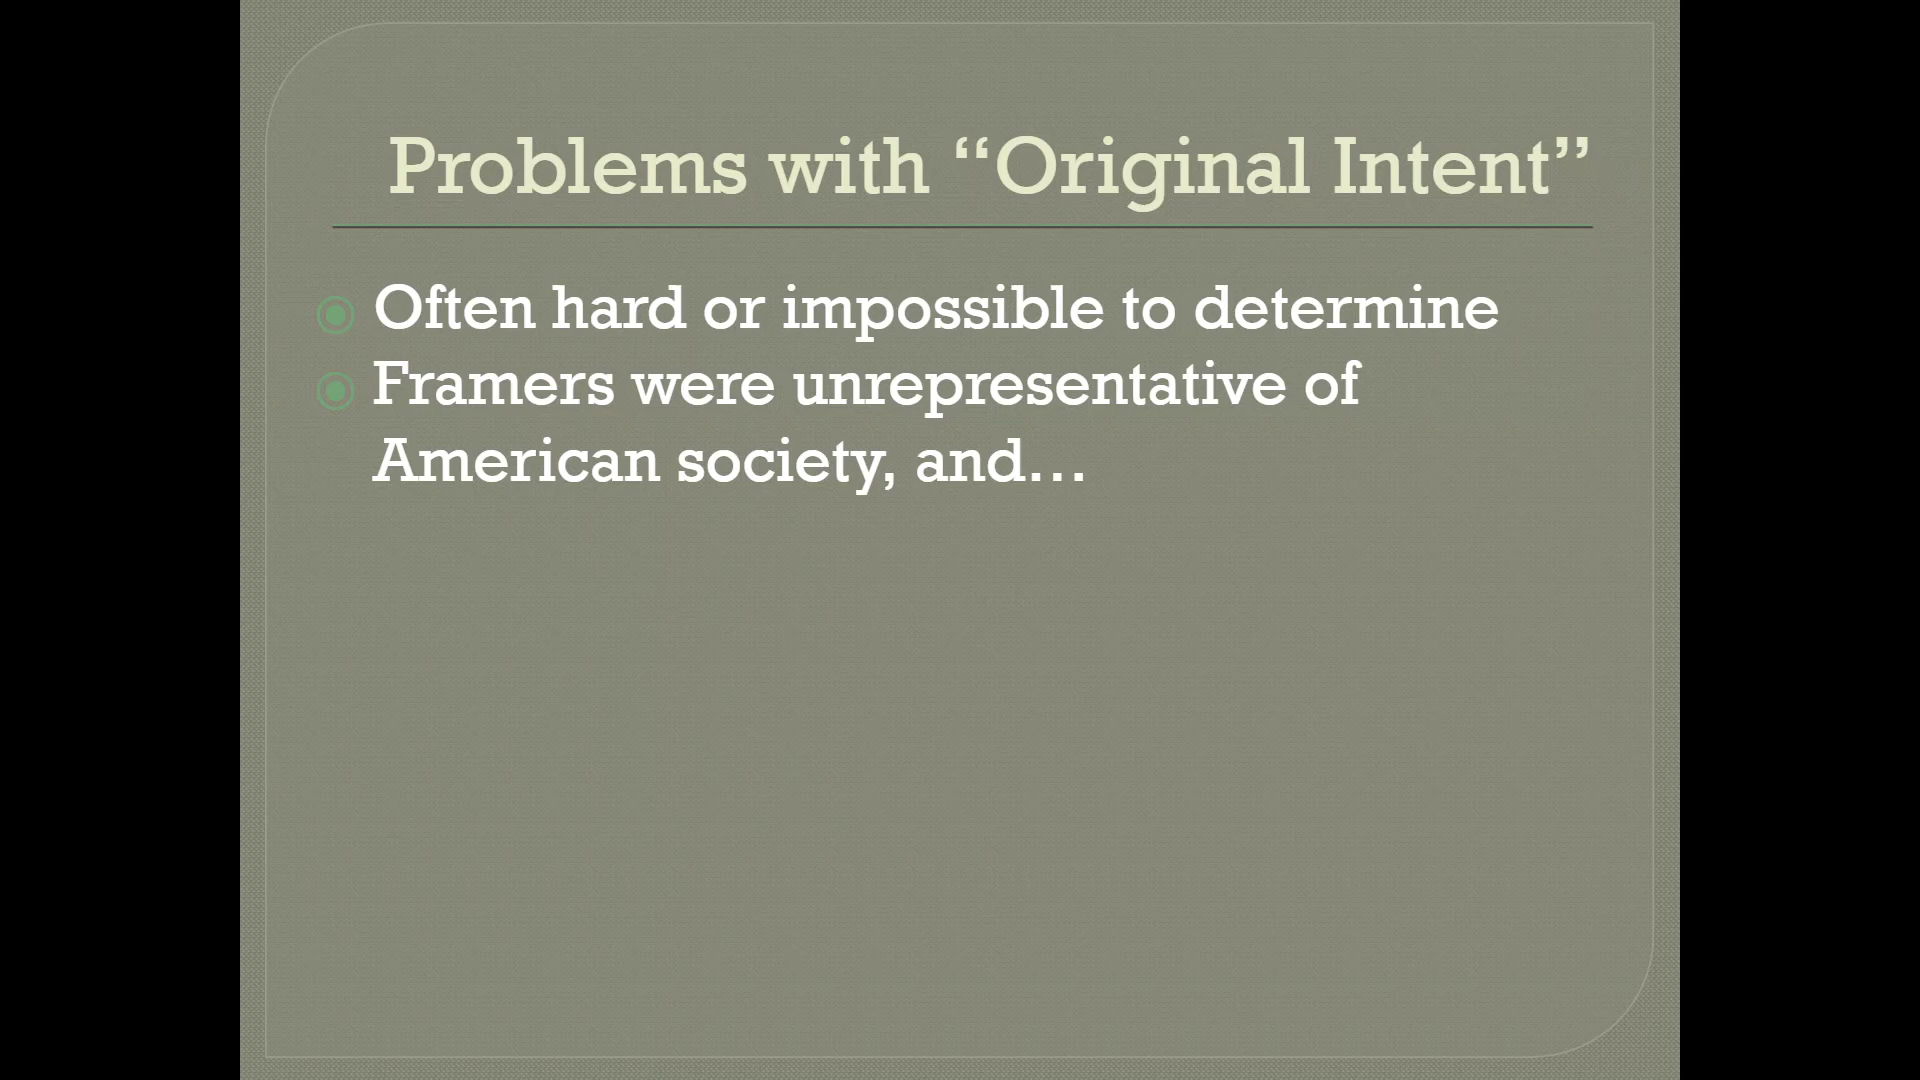 Problems with “Original Intent”
Often hard or impossible to determine
Framers were unrepresentative of
American society, and…